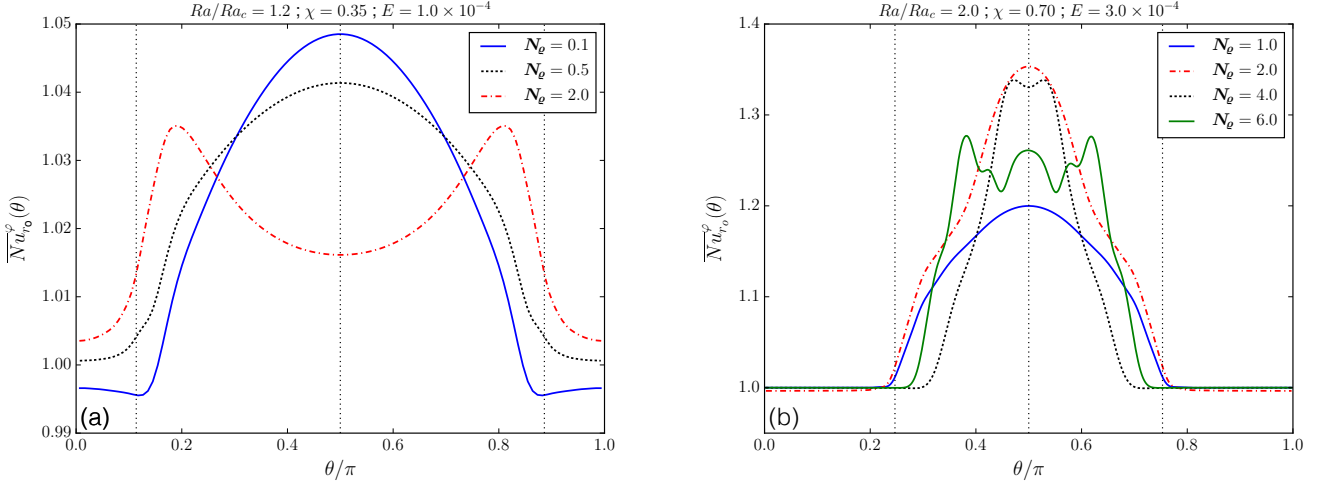 Ra/Ra_c = 1.2 ; χ = 0.35 ; E = 1.0 × 10⁻⁴
1.05
1.04
1.03
1.02
1.01
1.00
0.99
Nu_{r_o}^φ(θ)
N_ϱ = 0.1
N_ϱ = 0.5
N_ϱ = 2.0
(a)
0.0 0.2 0.4 0.6 0.8 1.0
θ/π
Ra/Ra_c = 2.0 ; χ = 0.70 ; E = 3.0 × 10⁻⁴
1.4
1.3
1.2
1.1
1.0
Nu_{r_o}^φ(θ)
N_ϱ = 1.0
N_ϱ = 2.0
N_ϱ = 4.0
N_ϱ = 6.0
(b)
0.0 0.2 0.4 0.6 0.8 1.0
θ/π